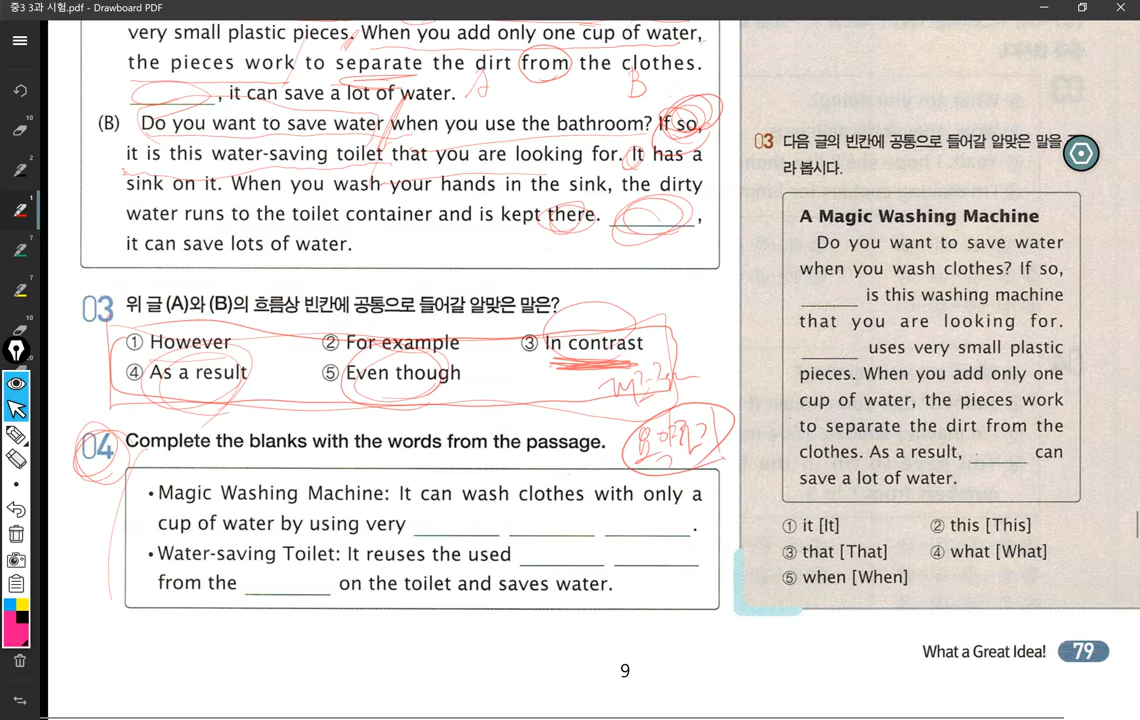 중3 3과 시험.pdf - Drawboard PDF
very small plastic pieces. When you add only one cup of water,
the pieces work to separate the dirt from the clothes.
________, it can save a lot of water.
A
B
(B) Do you want to save water when you use the bathroom? If so,
it is this water-saving toilet that you are looking for. It has a
sink on it. When you wash your hands in the sink, the dirty
water runs to the toilet container and is kept there. ________,
it can save lots of water.
03 위 글 (A)와 (B)의 흐름상 빈칸에 공통으로 들어갈 알맞은 말은?
① However ② For example ③ In contrast
④ As a result ⑤ Even though
04 Complete the blanks with the words from the passage.
• Magic Washing Machine: It can wash clothes with only a
cup of water by using very ________ ________ ________.
• Water-saving Toilet: It reuses the used ________ ________
from the ________ on the toilet and saves water.
9
03 다음 글의 빈칸에 공통으로 들어갈 알맞은 말을
라 봅시다.
A Magic Washing Machine
Do you want to save water
when you wash clothes? If so,
______ is this washing machine
that you are looking for.
______ uses very small plastic
pieces. When you add only one
cup of water, the pieces work
to separate the dirt from the
clothes. As a result, ______ can
save a lot of water.
① it [It] ② this [This]
③ that [That] ④ what [What]
⑤ when [When]
What a Great Idea! 79